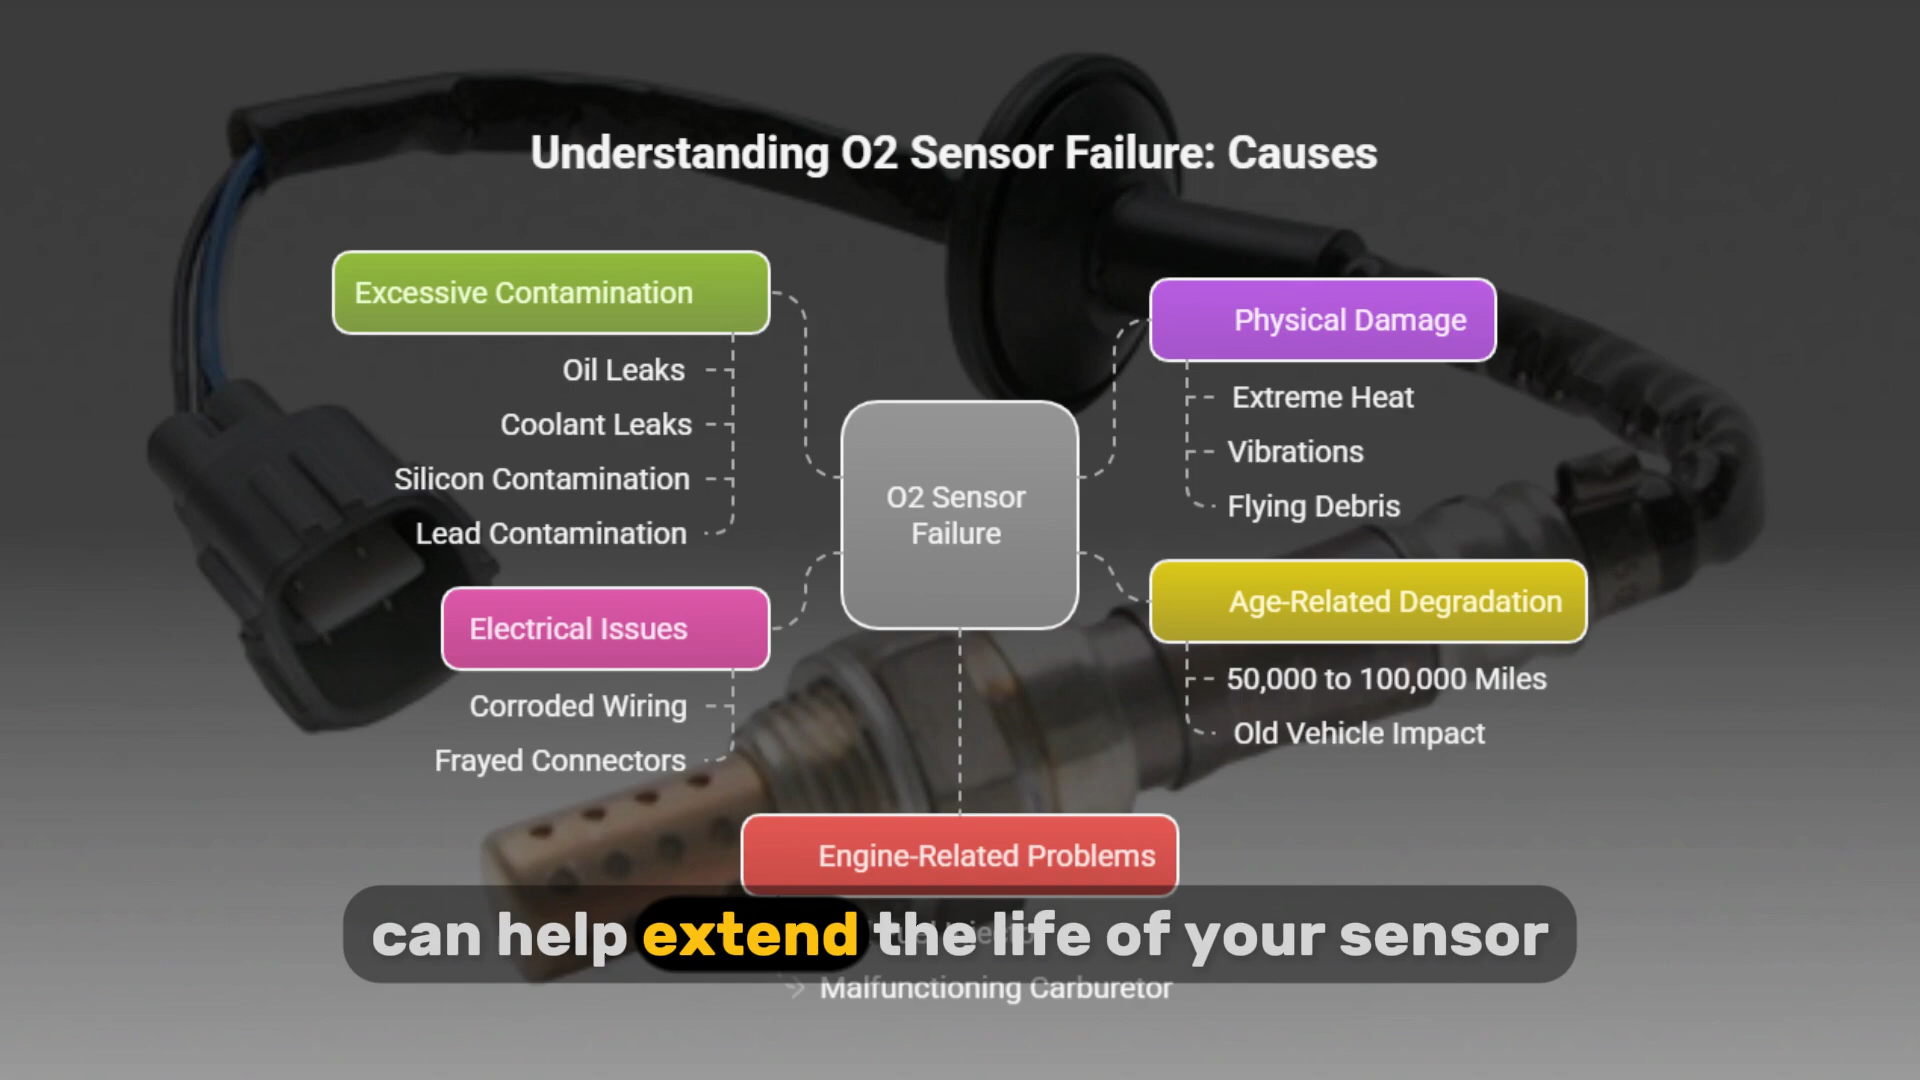 Understanding O2 Sensor Failure: Causes
Excessive Contamination
Oil Leaks
Coolant Leaks
Silicon Contamination
Lead Contamination
Electrical Issues
Corroded Wiring
Frayed Connectors
O2 Sensor
Failure
Physical Damage
Extreme Heat
Vibrations
Flying Debris
Age-Related Degradation
50,000 to 100,000 Miles
Old Vehicle Impact
Engine-Related Problems
can help extend the life of your sensor
Malfunctioning Carburetor